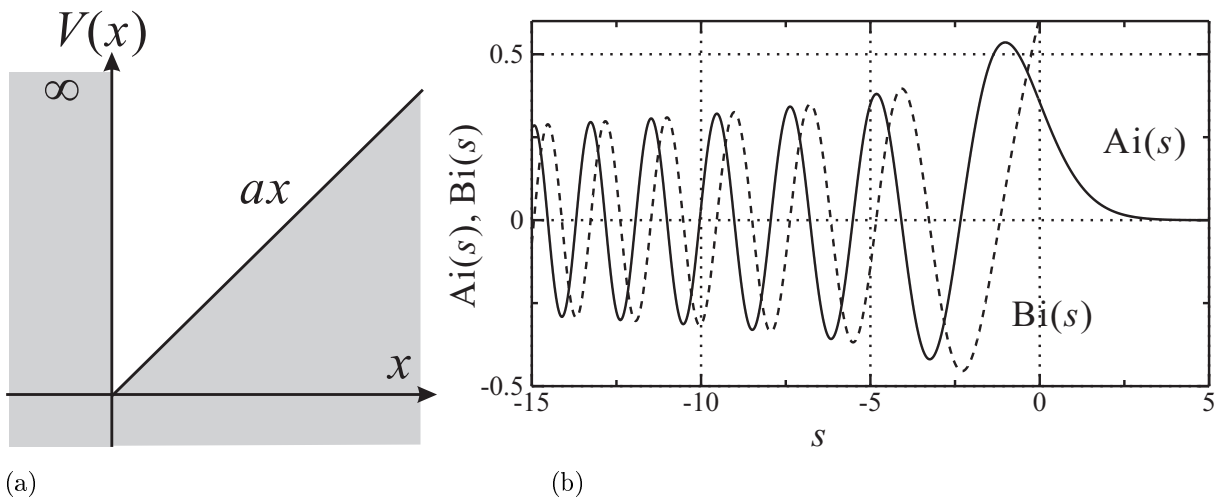 V(x)
∞
ax
x
(a)
Ai(s), Bi(s)
0.5
0
-0.5
-15
-10
-5
0
5
s
Ai(s)
Bi(s)
(b)